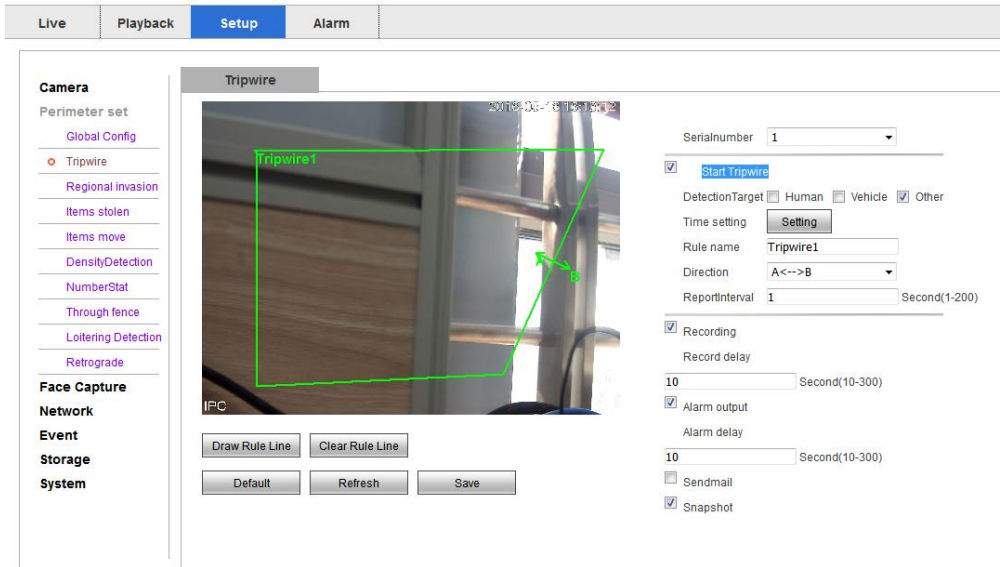 Live Playback Setup Alarm
Camera
Perimeter set
Global Config
Tripwire
Regional invasion
Items stolen
Items move
DensityDetection
NumberStat
Through fence
Loitering Detection
Retrograde
Face Capture
Network
Event
Storage
System
Tripwire
Tripwire1
A
B
IPC
Draw Rule Line Clear Rule Line
Default Refresh Save
Serialnumber 1
Start Tripwire
DetectionTarget Human Vehicle Other
Time setting Setting
Rule name Tripwire1
Direction A<-->B
ReportInterval 1 Second(1-200)
Recording
Record delay
10 Second(10-300)
Alarm output
Alarm delay
10 Second(10-300)
Sendmail
Snapshot